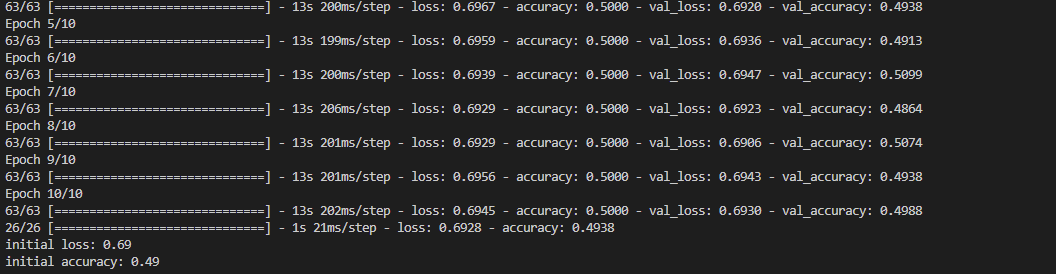 63/63 [==============================] - 13s 200ms/step - loss: 0.6967 - accuracy: 0.5000 - val_loss: 0.6920 - val_accuracy: 0.4938
Epoch 5/10
63/63 [==============================] - 13s 199ms/step - loss: 0.6959 - accuracy: 0.5000 - val_loss: 0.6936 - val_accuracy: 0.4913
Epoch 6/10
63/63 [==============================] - 13s 200ms/step - loss: 0.6939 - accuracy: 0.5000 - val_loss: 0.6947 - val_accuracy: 0.5099
Epoch 7/10
63/63 [==============================] - 13s 206ms/step - loss: 0.6929 - accuracy: 0.5000 - val_loss: 0.6923 - val_accuracy: 0.4864
Epoch 8/10
63/63 [==============================] - 13s 201ms/step - loss: 0.6929 - accuracy: 0.5000 - val_loss: 0.6906 - val_accuracy: 0.5074
Epoch 9/10
63/63 [==============================] - 13s 201ms/step - loss: 0.6956 - accuracy: 0.5000 - val_loss: 0.6943 - val_accuracy: 0.4938
Epoch 10/10
63/63 [==============================] - 13s 202ms/step - loss: 0.6945 - accuracy: 0.5000 - val_loss: 0.6930 - val_accuracy: 0.4988
26/26 [==============================] - 1s 21ms/step - loss: 0.6928 - accuracy: 0.4938
initial loss: 0.69
initial accuracy: 0.49